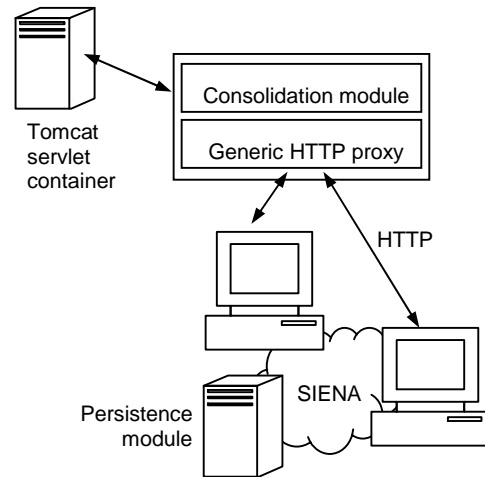 Consolidation module
Generic HTTP proxy
Tomcat
servlet
container
HTTP
SIENA
Persistence
module